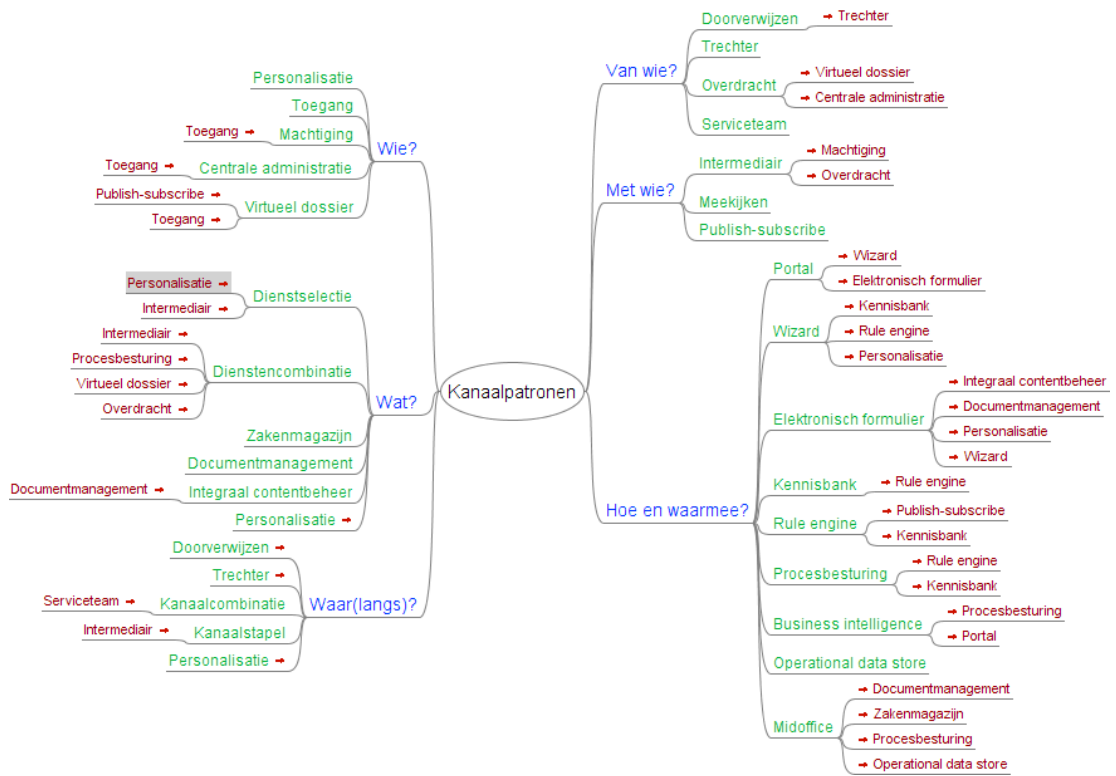 Kanaalpatronen
Wie?
Personalisatie
Toegang
Machtiging
Toegang
Centrale administratie
Toegang
Virtueel dossier
Publish-subscribe
Toegang
Wat?
Dienstselectie
Personalisatie
Intermediair
Dienstencombinatie
Intermediair
Procesbesturing
Virtueel dossier
Overdracht
Zakenmagazijn
Documentmanagement
Integraal contentbeheer
Documentmanagement
Personalisatie
Waar(langs)?
Doorverwijzen
Trechter
Kanaalcombinatie
Serviceteam
Kanaalstapel
Intermediair
Personalisatie
Van wie?
Doorverwijzen
Trechter
Trechter
Overdracht
Virtueel dossier
Centrale administratie
Serviceteam
Met wie?
Intermediair
Machtiging
Overdracht
Meekijken
Publish-subscribe
Hoe en waarmee?
Portal
Wizard
Elektronisch formulier
Wizard
Kennisbank
Rule engine
Personalisatie
Elektronisch formulier
Integraal contentbeheer
Documentmanagement
Personalisatie
Wizard
Kennisbank
Rule engine
Rule engine
Publish-subscribe
Kennisbank
Procesbesturing
Rule engine
Kennisbank
Business intelligence
Procesbesturing
Portal
Operational data store
Midoffice
Documentmanagement
Zakenmagazijn
Procesbesturing
Operational data store